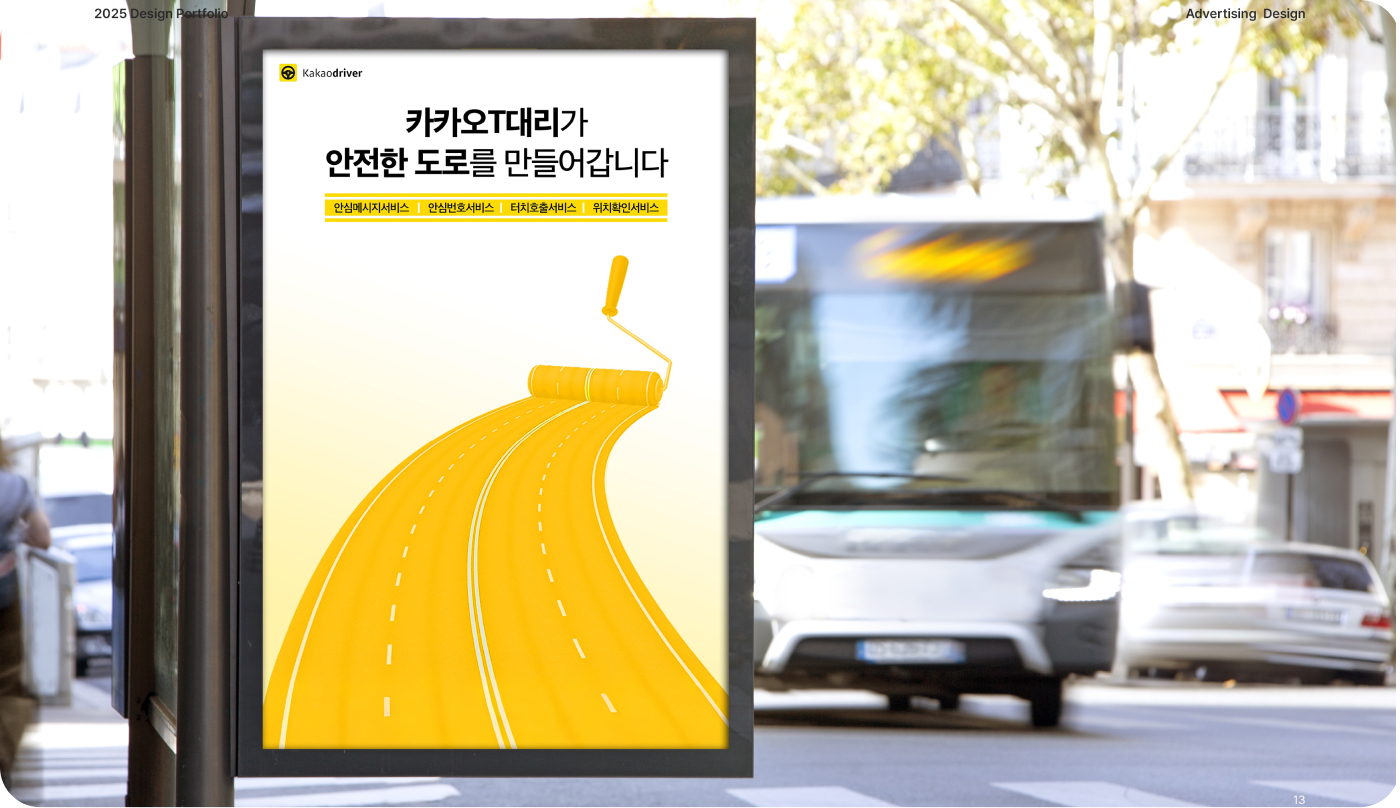 2025 Design Portfolio
Advertising Design
Kakaodriver
카카오T대리가
안전한 도로를 만들어갑니다
안심메시지서비스 | 안심번호서비스 | 터치호출서비스 | 위치확인서비스
13